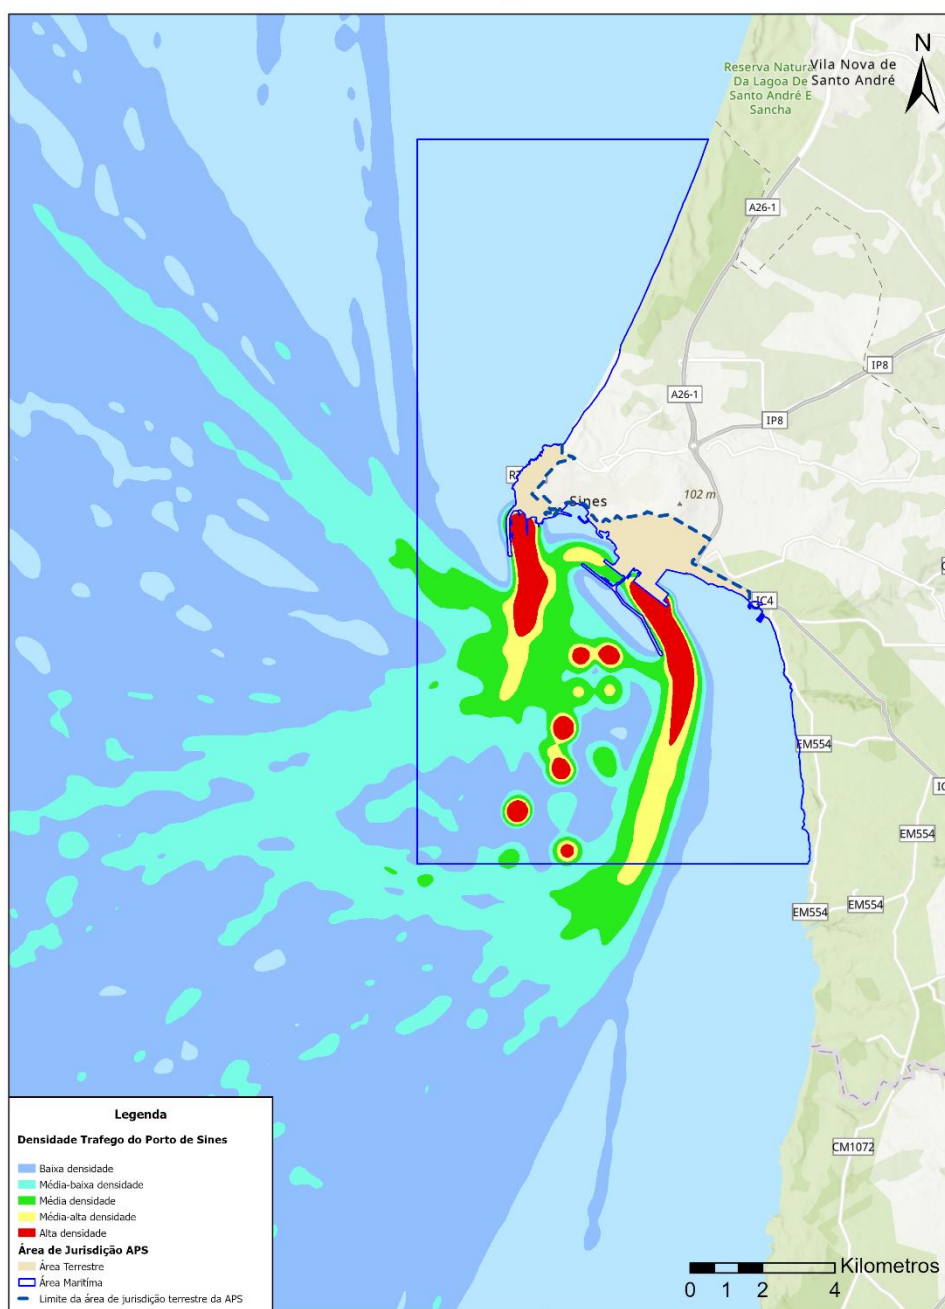 N
Reserva Natural
Da Lagoa De
Santo André E
Sancha
Vila Nova de
Santo André
A26-1
IP8
A26-1
IP8
Sines
102 m
IC4
EM554
EM554
EM554
EM554
CM1072
Legenda
Densidade Trafego do Porto de Sines
Baixa densidade
Média-baixa densidade
Média densidade
Média-alta densidade
Alta densidade
Área de Jurisdição APS
Área Terrestre
Área Maritíma
Limite da área de jurisdição terrestre da APS
Kilometros
0 1 2 4